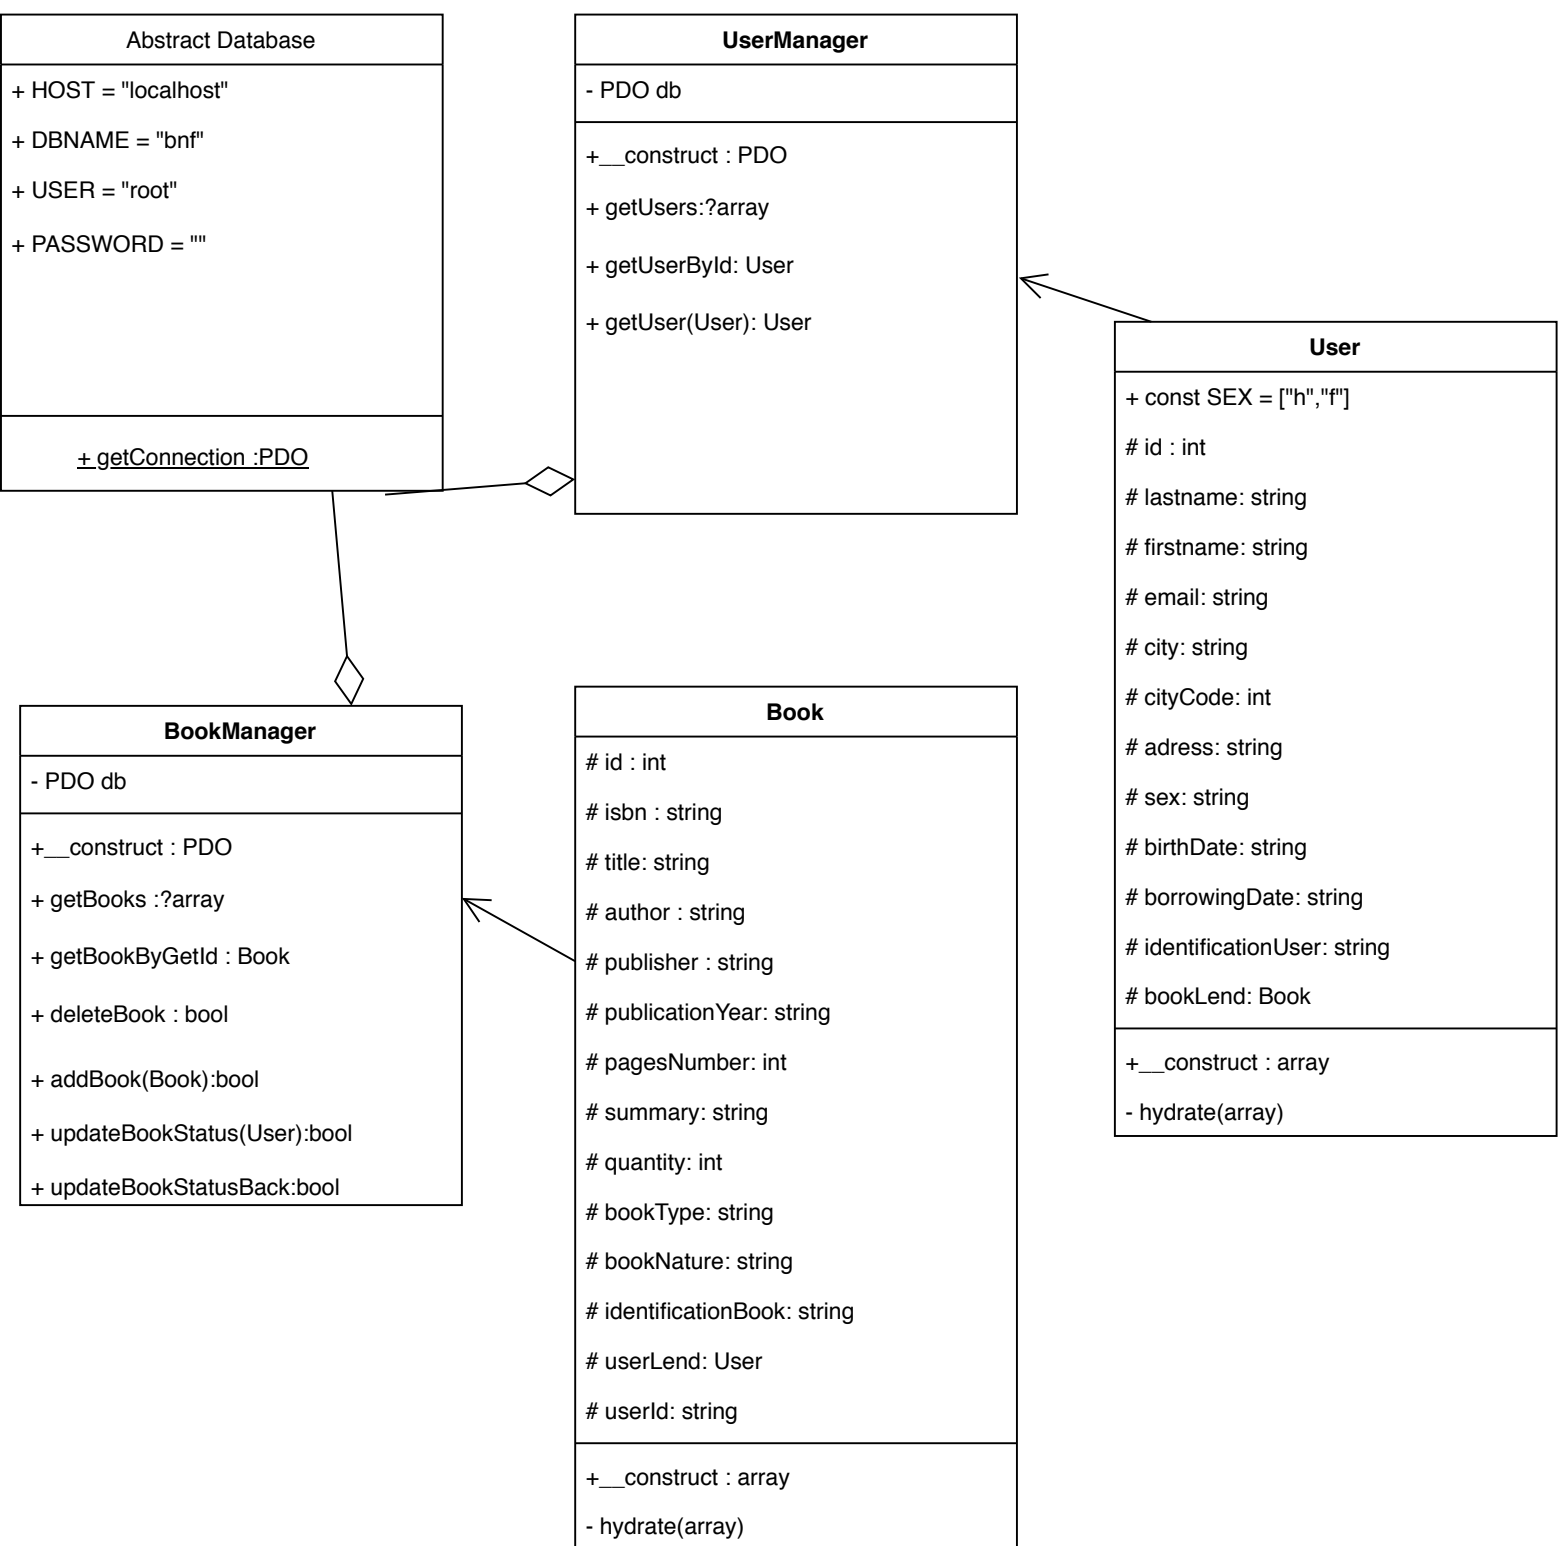 Abstract Database
+ HOST = "localhost"
+ DBNAME = "bnf"
+ USER = "root"
+ PASSWORD = ""
+ getConnection :PDO
UserManager
- PDO db
+__construct : PDO
+ getUsers:?array
+ getUserById: User
+ getUser(User): User
User
+ const SEX = ["h","f"]
# id : int
# lastname: string
# firstname: string
# email: string
# city: string
# cityCode: int
# adress: string
# sex: string
# birthDate: string
# borrowingDate: string
# identificationUser: string
# bookLend: Book
+__construct : array
- hydrate(array)
BookManager
- PDO db
+__construct : PDO
+ getBooks :?array
+ getBookByGetId : Book
+ deleteBook : bool
+ addBook(Book):bool
+ updateBookStatus(User):bool
+ updateBookStatusBack:bool
Book
# id : int
# isbn : string
# title: string
# author : string
# publisher : string
# publicationYear: string
# pagesNumber: int
# summary: string
# quantity: int
# bookType: string
# bookNature: string
# identificationBook: string
# userLend: User
# userId: string
+__construct : array
- hydrate(array)